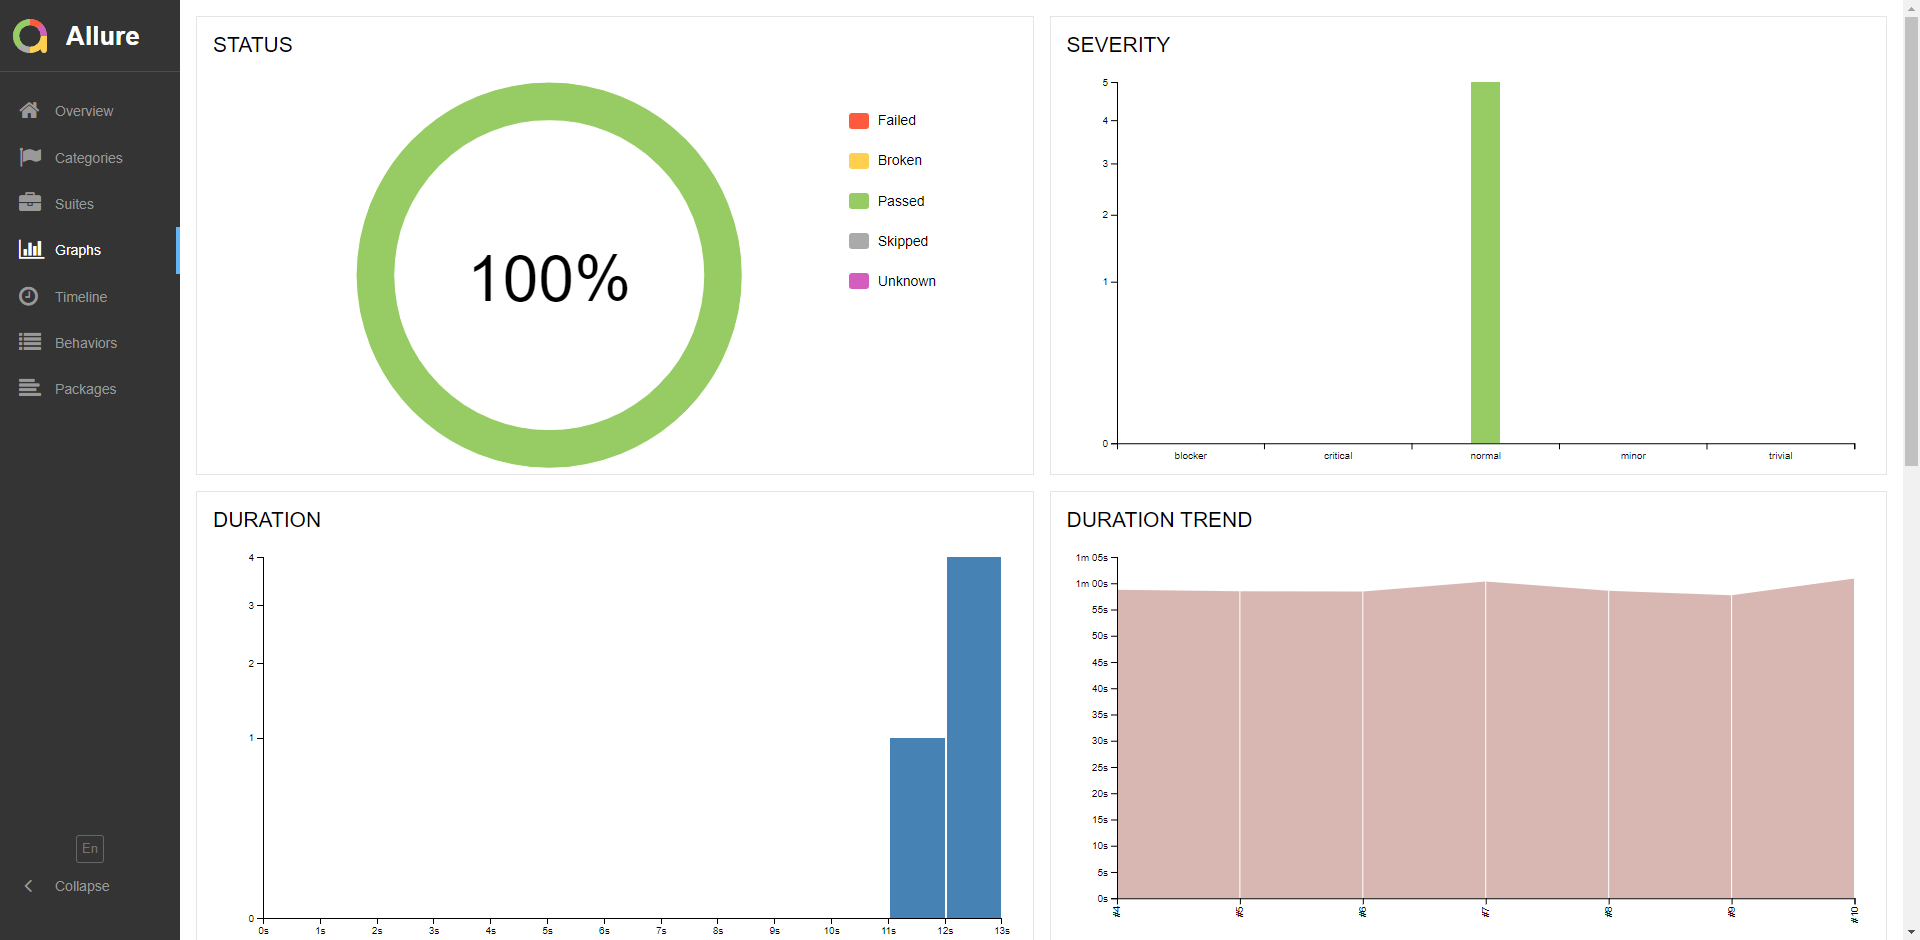 Allure
Overview
Categories
Suites
Graphs
Timeline
Behaviors
Packages
En
Collapse
STATUS
100%
Failed
Broken
Passed
Skipped
Unknown
SEVERITY
5
4
3
2
1
0
blocker critical normal minor trivial
DURATION
4
3
2
1
0
0s 1s 2s 3s 4s 5s 6s 7s 8s 9s 10s 11s 12s 13s
DURATION TREND
1m 05s
1m 00s
55s
50s
45s
40s
35s
30s
25s
20s
15s
10s
5s
0s
#4 #5 #6 #7 #8 #9 #10